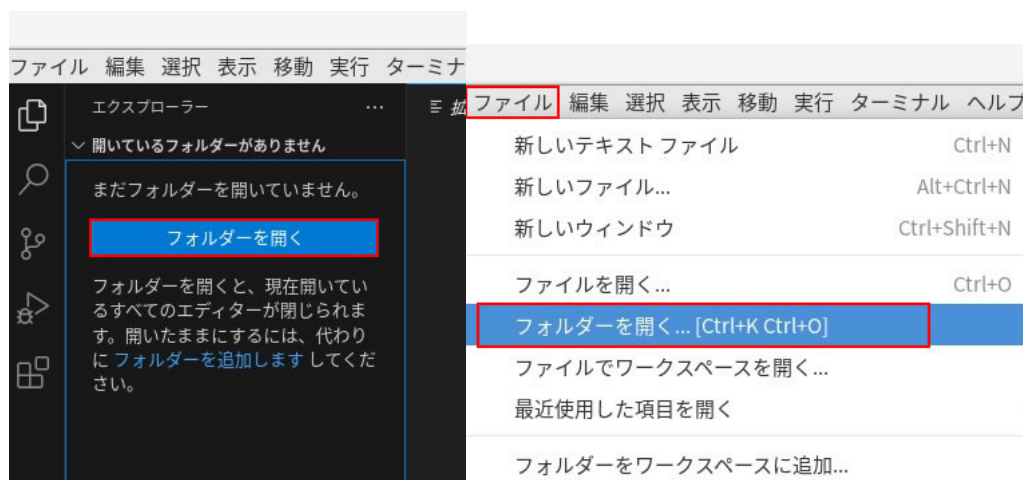 ファイル 編集 選択 表示 移動 実行 ターミナ
エクスプローラー ...
開いているフォルダーがありません
まだフォルダーを開いていません。
フォルダーを開く
フォルダーを開くと、現在開いてい
るすべてのエディターが閉じられま
す。開いたままにするには、代わり
に フォルダーを追加します してくだ
さい。
拡
ファイル 編集 選択 表示 移動 実行 ターミナル ヘルプ
新しいテキスト ファイル Ctrl+N
新しいファイル... Alt+Ctrl+N
新しいウィンドウ Ctrl+Shift+N
ファイルを開く... Ctrl+O
フォルダーを開く... [Ctrl+K Ctrl+O]
ファイルでワークスペースを開く...
最近使用した項目を開く
フォルダーをワークスペースに追加...